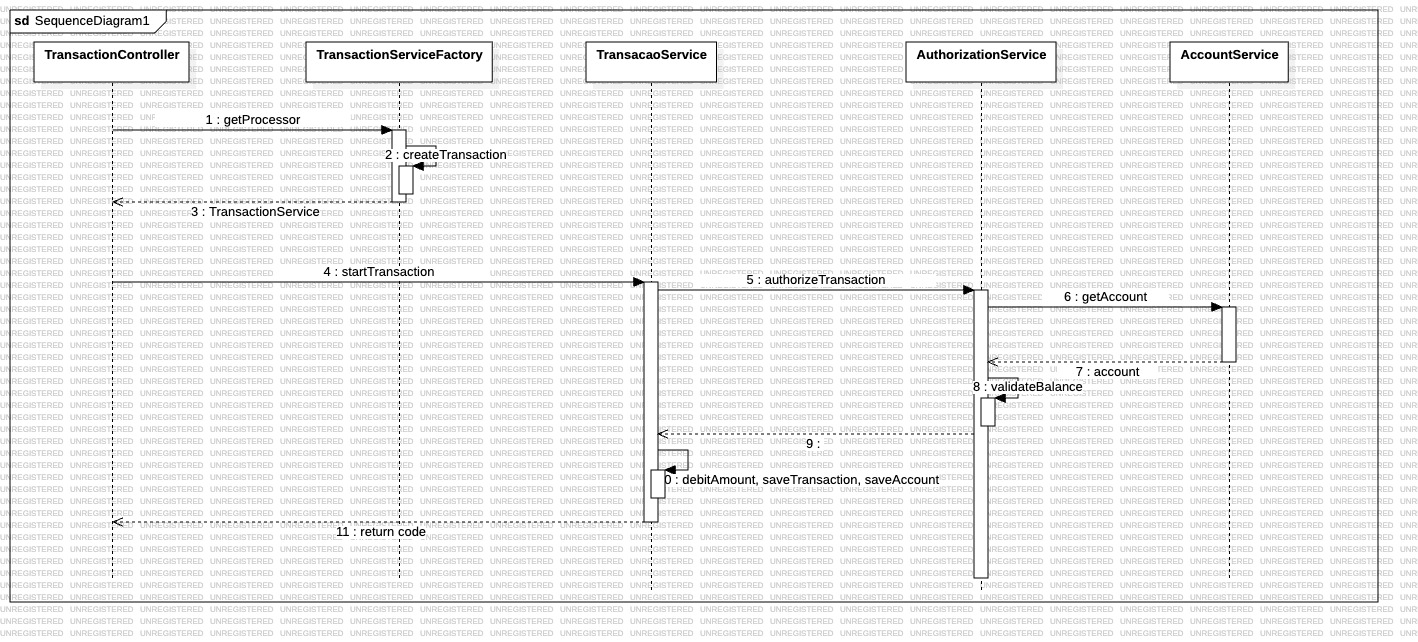 sd SequenceDiagram1
TransactionController
TransactionServiceFactory
TransacaoService
AuthorizationService
AccountService
1 : getProcessor
2 : createTransaction
3 : TransactionService
4 : startTransaction
5 : authorizeTransaction
6 : getAccount
7 : account
8 : validateBalance
9 :
0 : debitAmount, saveTransaction, saveAccount
11 : return code
UNREGISTERED